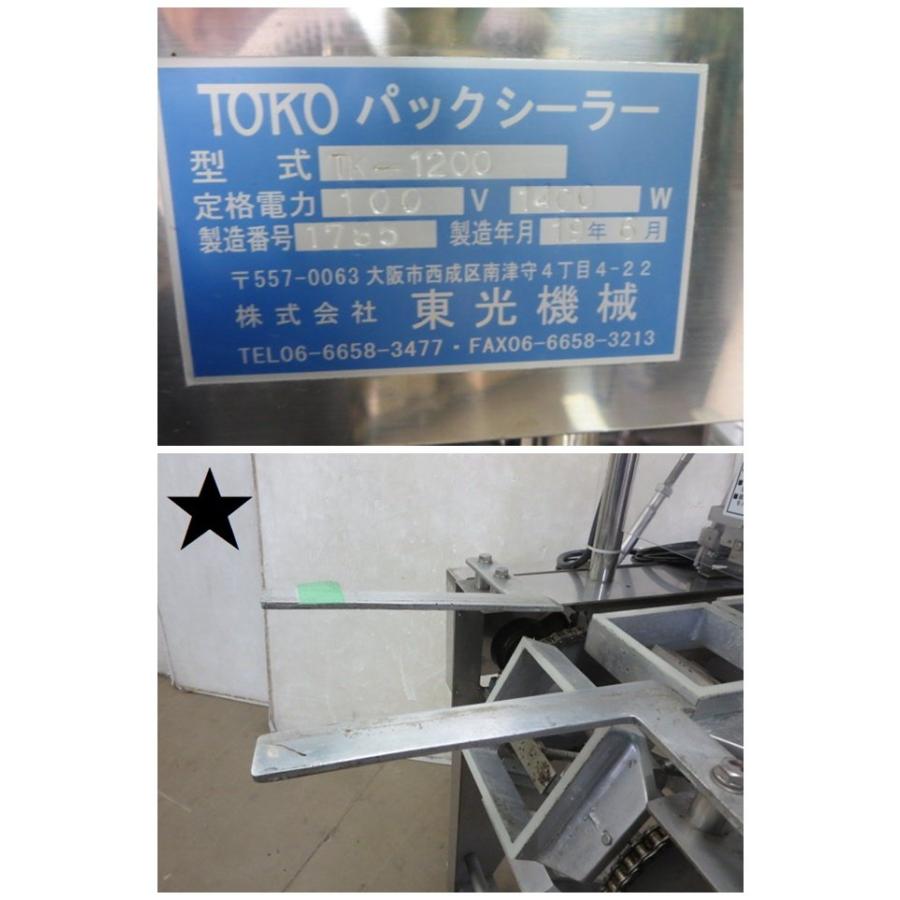 TOKO パックシーラー
型 式 TK-1200
定格電力 100 V W
製造番号 製造年月 19年 6月
〒557-0063 大阪市西成区南津守4丁目4-22
株式会社 東光機械
TEL06-6658-3477・FAX06-6658-3213